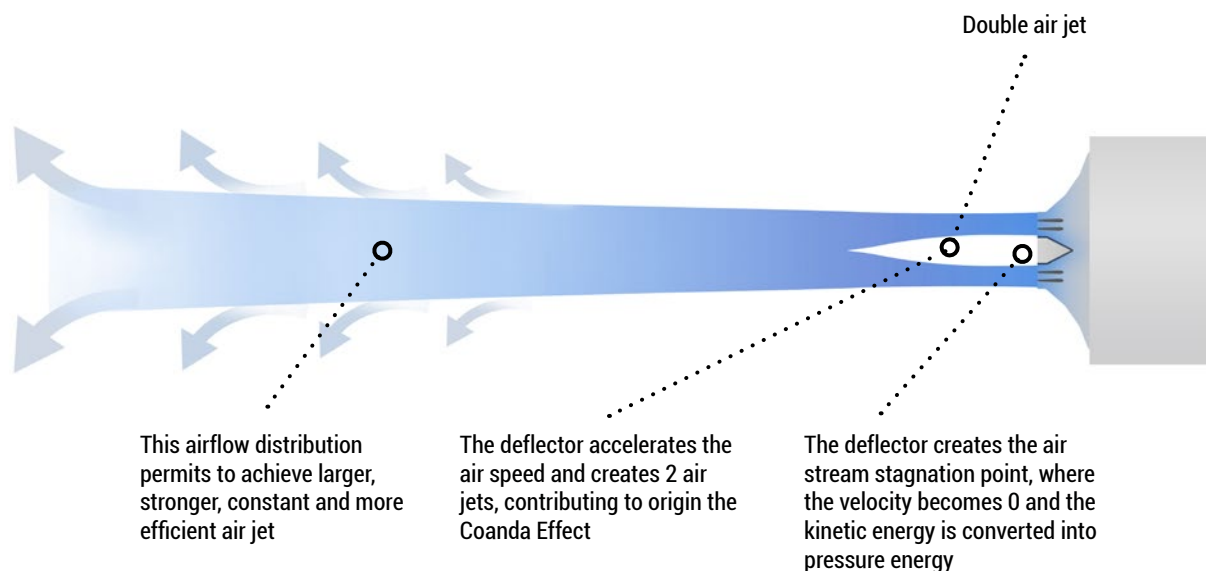 Double air jet
This airflow distribution
permits to achieve larger,
stronger, constant and more
efficient air jet
The deflector accelerates the
air speed and creates 2 air
jets, contributing to origin the
Coanda Effect
The deflector creates the air
stream stagnation point, where
the velocity becomes 0 and the
kinetic energy is converted into
pressure energy